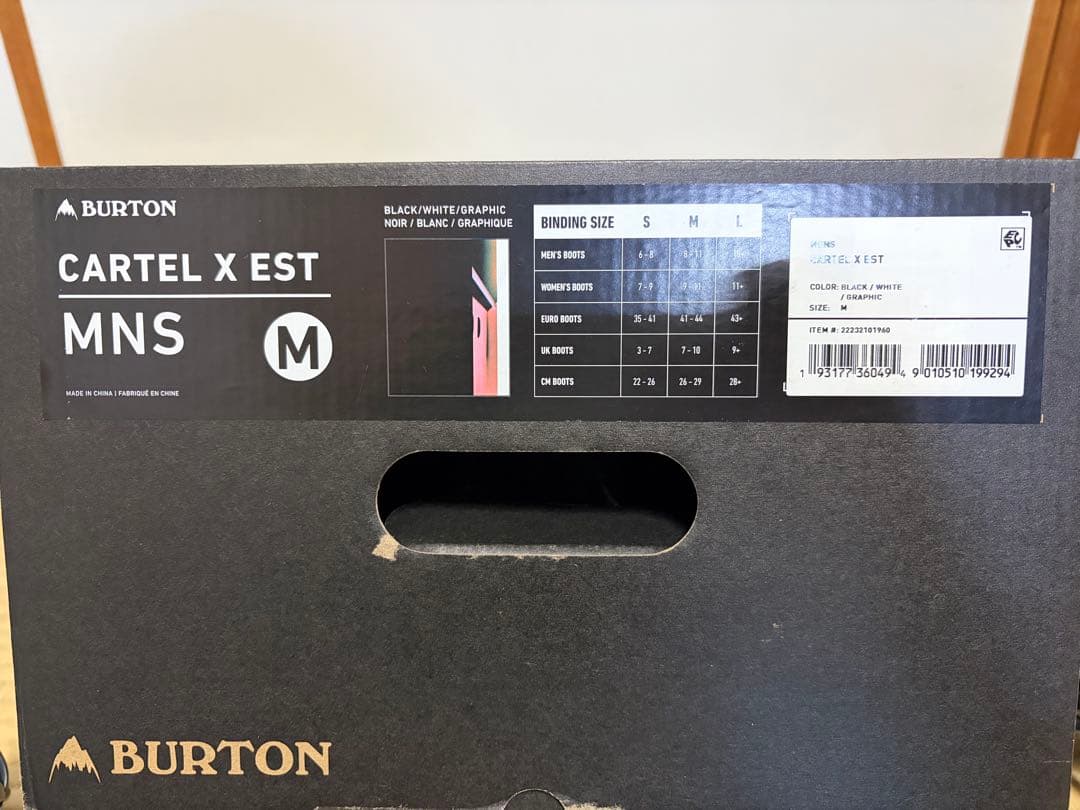 BURTON
CARTEL X EST
MNS
M
MADE IN CHINA | FABRIQUÉ EN CHINE
BLACK/WHITE/GRAPHIC
NOIR / BLANC / GRAPHIQUE
BINDING SIZE S M L
MEN'S BOOTS 6 - 8 8 - 11
WOMEN'S BOOTS 7 - 9 9 - 11 11+
EURO BOOTS 35 - 41 41 - 44 43+
UK BOOTS 3 - 7 7 - 10 9+
CM BOOTS 22 - 26 26 - 29 28+
MENS
CARTEL X EST
COLOR: BLACK / WHITE
/ GRAPHIC
SIZE: M
ITEM #: 22232101960
1 93177 36049 4 9 010510 199294
BURTON